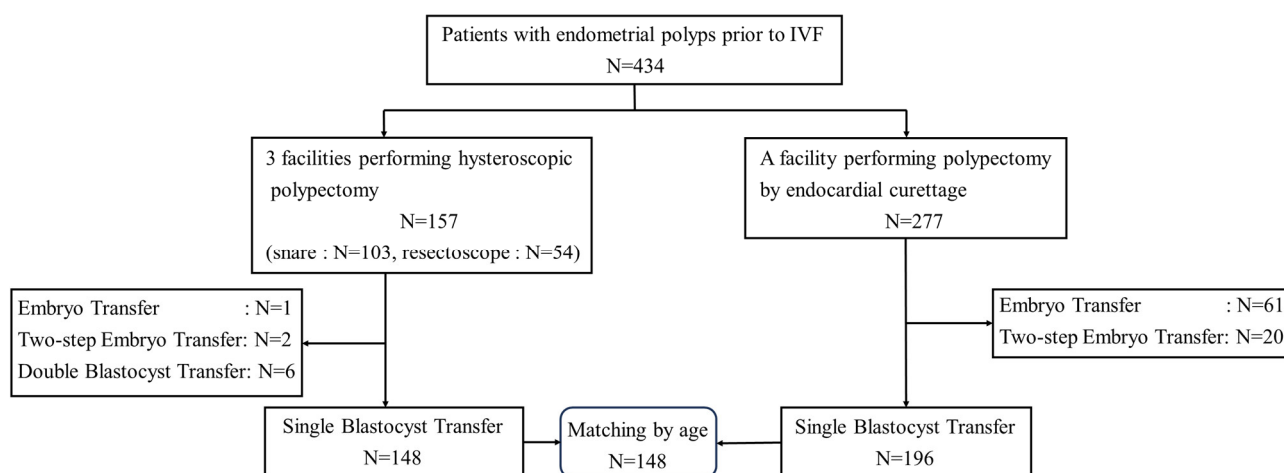 Patients with endometrial polyps prior to IVF
N=434
3 facilities performing hysteroscopic
polypectomy
N=157
(snare : N=103, resectoscope : N=54)
A facility performing polypectomy
by endocardial curettage
N=277
Embryo Transfer : N=1
Two-step Embryo Transfer: N=2
Double Blastocyst Transfer: N=6
Embryo Transfer : N=61
Two-step Embryo Transfer: N=20
Single Blastocyst Transfer
N=148
Matching by age
N=148
Single Blastocyst Transfer
N=196